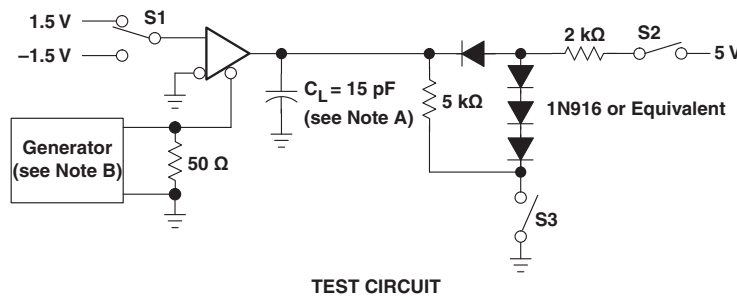 1.5 V
S1
–1.5 V
2 kΩ
S2
5 V
CL = 15 pF
(see Note A)
5 kΩ
1N916 or Equivalent
Generator
(see Note B)
50 Ω
S3
TEST CIRCUIT